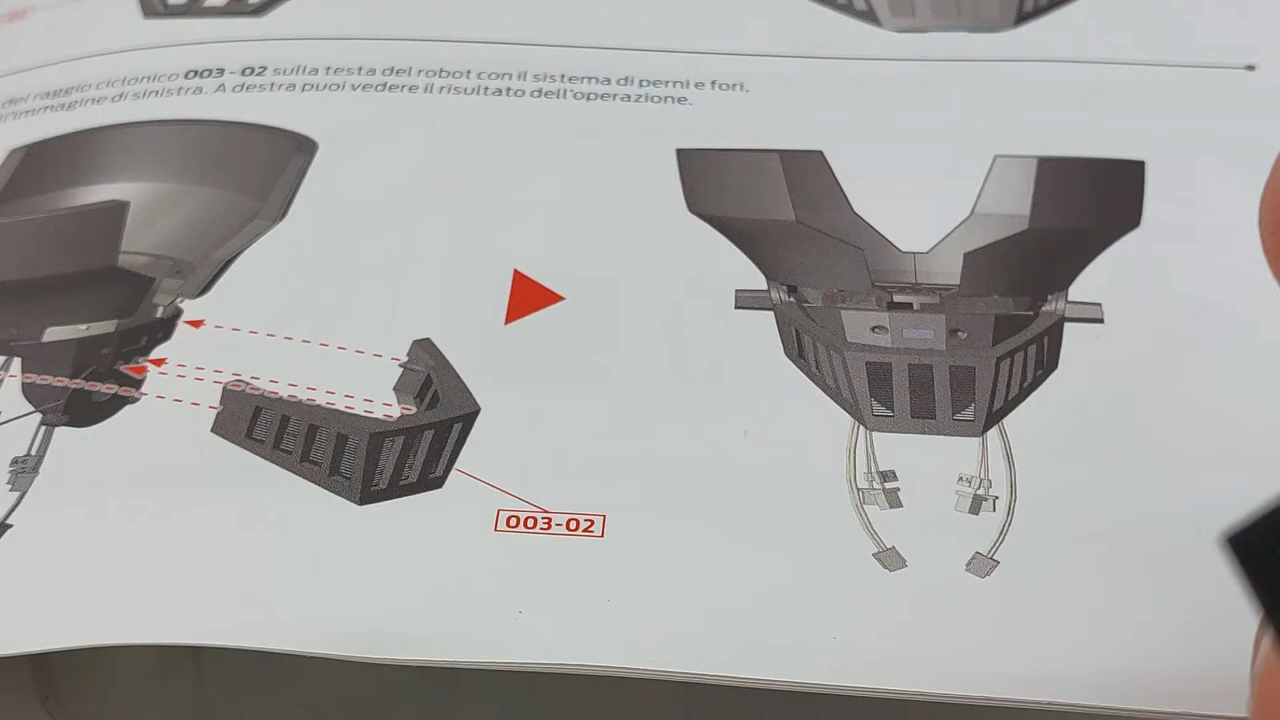 del raggio ciclonico 003-02 sulla testa del robot con il sistema di perni e fori,
l'immagine di sinistra. A destra puoi vedere il risultato dell'operazione.
003-02